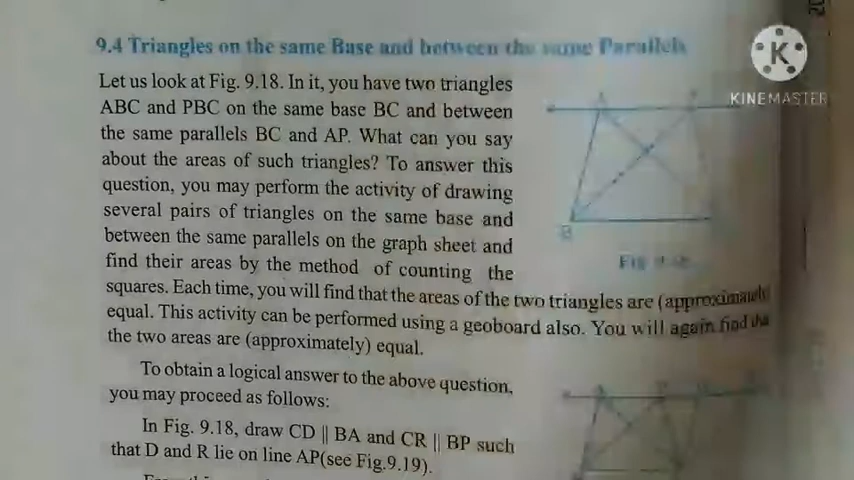 9.4 Triangles on the same Base and between the same Parallels
K
KINEMASTER
Let us look at Fig. 9.18. In it, you have two triangles
ABC and PBC on the same base BC and between
the same parallels BC and AP. What can you say
about the areas of such triangles? To answer this
question, you may perform the activity of drawing
several pairs of triangles on the same base and
between the same parallels on the graph sheet and
find their areas by the method of counting the
squares. Each time, you will find that the areas of the two triangles are (approximately
equal. This activity can be performed using a geoboard also. You will again find that
the two areas are (approximately) equal.
B
To obtain a logical answer to the above question,
you may proceed as follows:
In Fig. 9.18, draw CD || BA and CR || BP such
that D and R lie on line AP(see Fig.9.19).